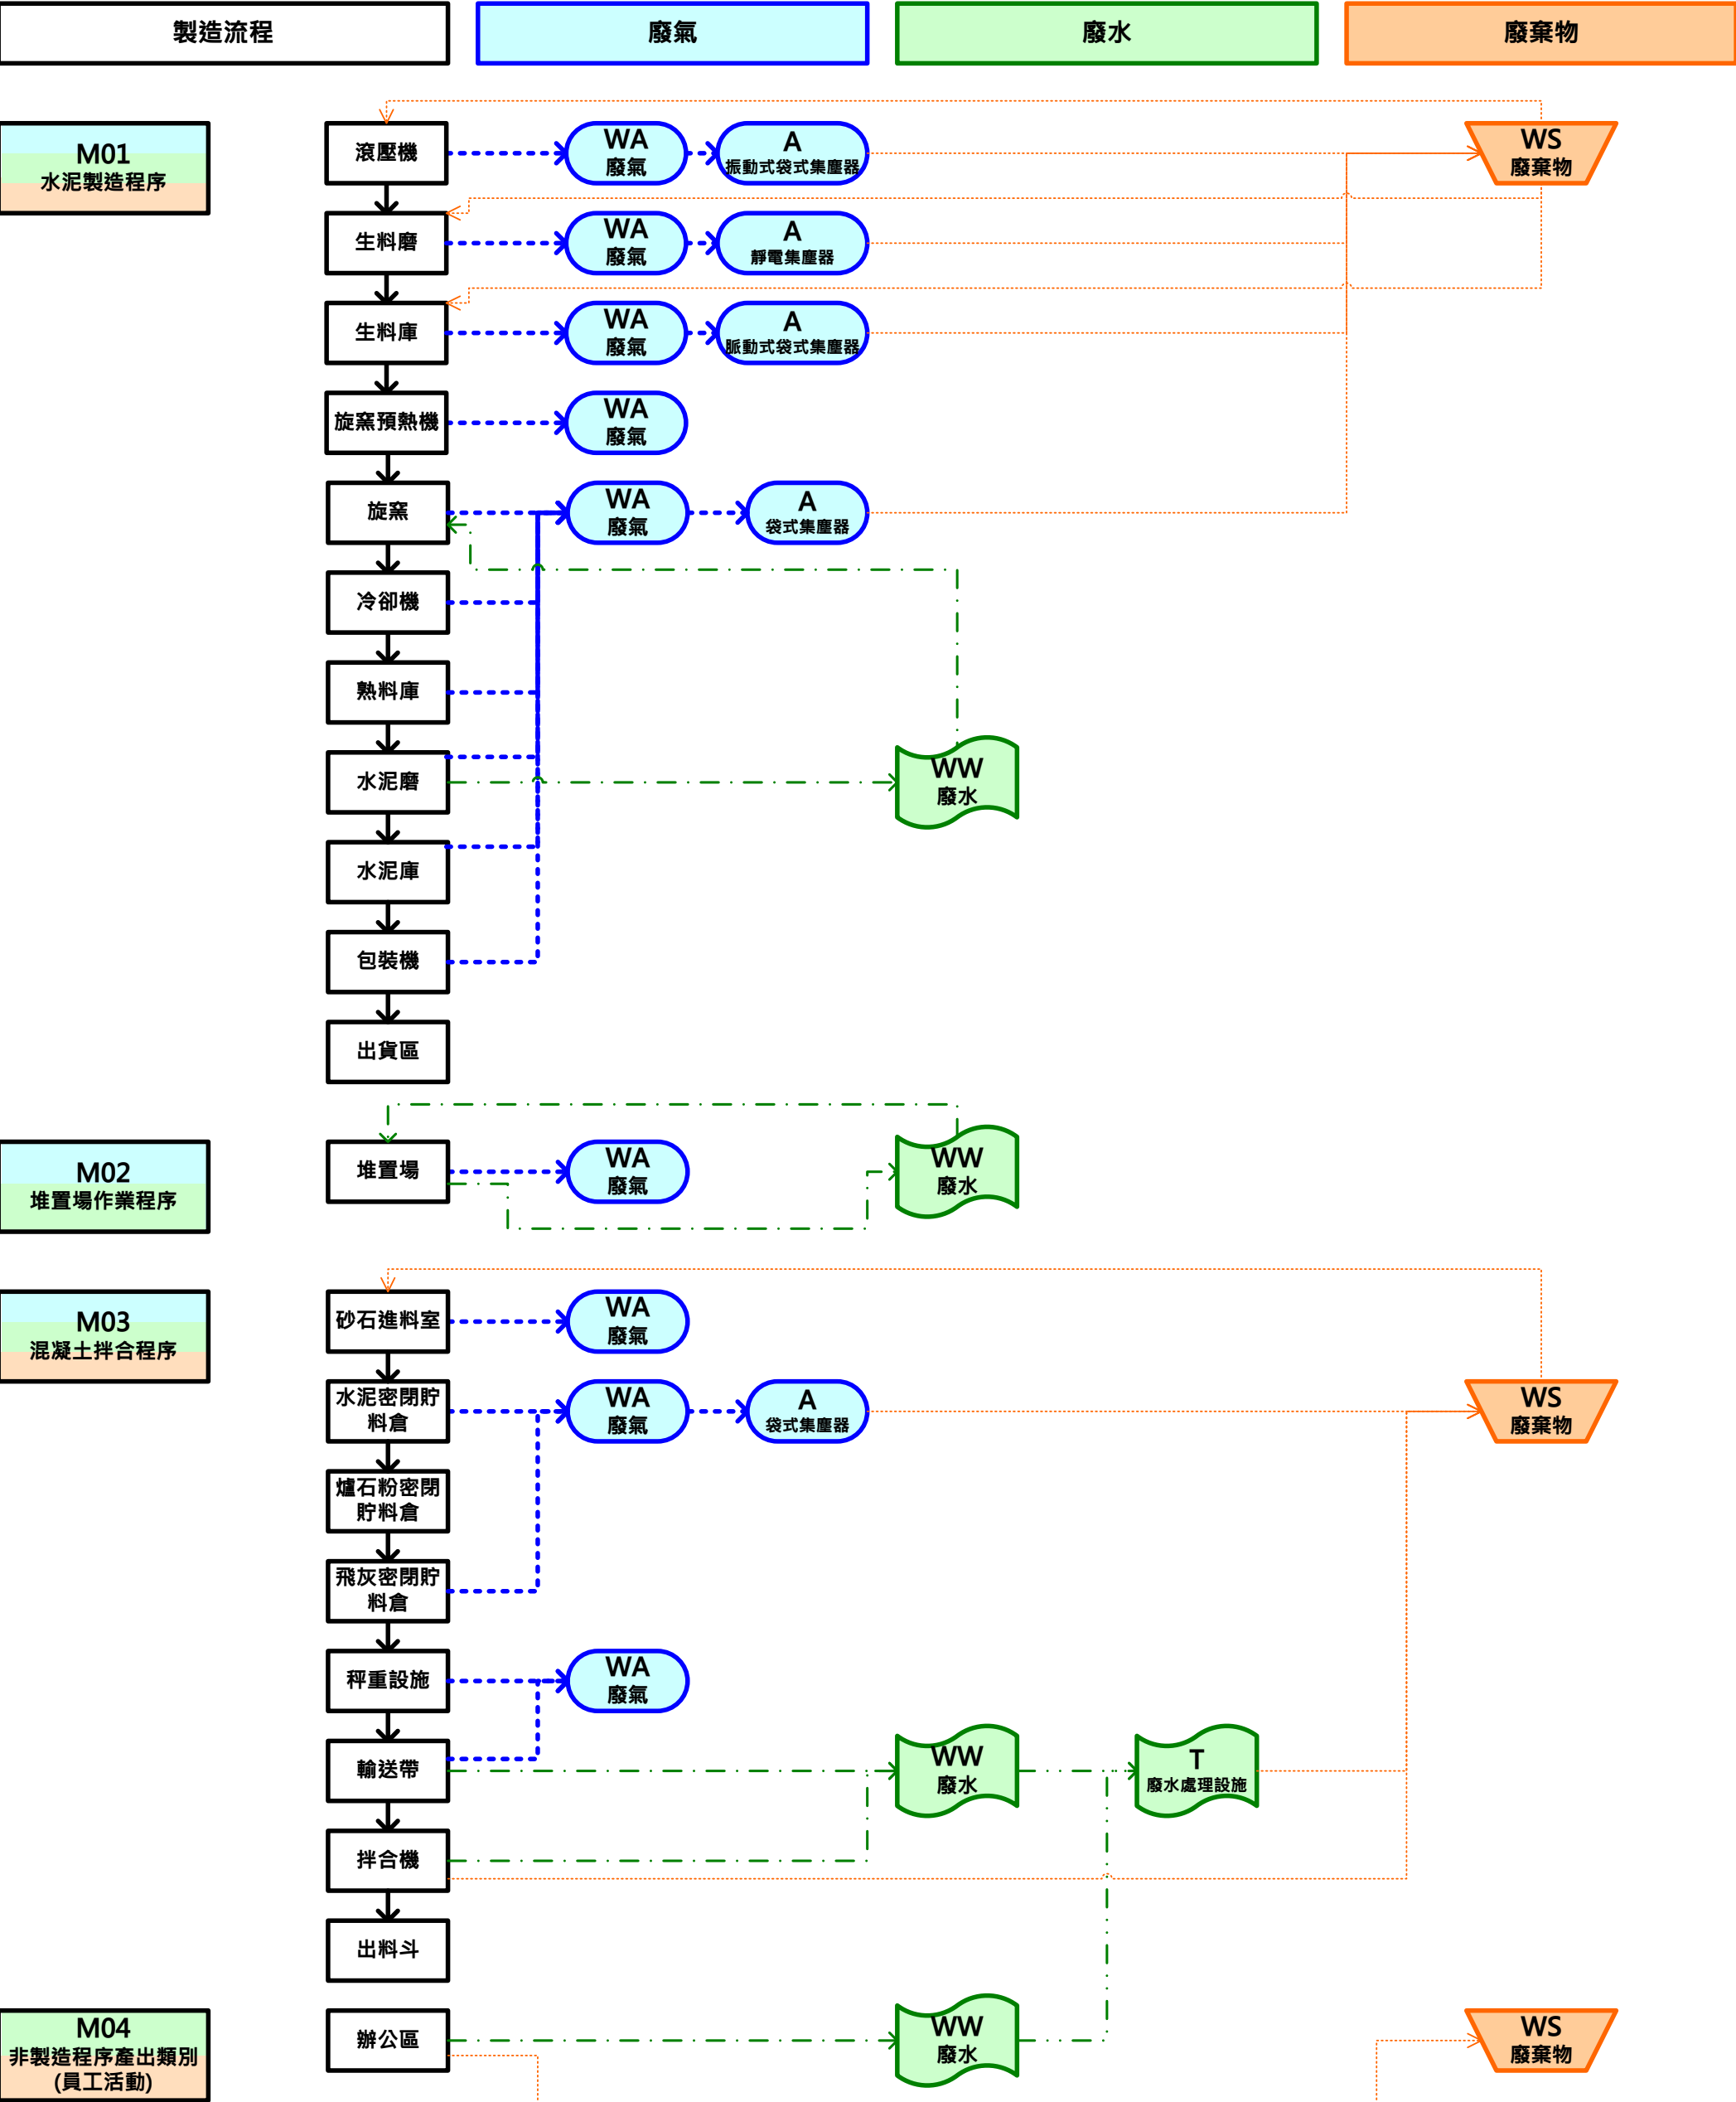 製造流程
廢氣
廢水
廢棄物
M01
水泥製造程序
滾壓機
WA
廢氣
A
振動式袋式集塵器
WS
廢棄物
生料磨
WA
廢氣
A
靜電集塵器
生料庫
WA
廢氣
A
脈動式袋式集塵器
旋窯預熱機
WA
廢氣
旋窯
WA
廢氣
A
袋式集塵器
冷卻機
熟料庫
水泥磨
WW
廢水
水泥庫
包裝機
出貨區
M02
堆置場作業程序
堆置場
WA
廢氣
WW
廢水
M03
混凝土拌合程序
砂石進料室
WA
廢氣
水泥密閉貯
料倉
WA
廢氣
A
袋式集塵器
WS
廢棄物
爐石粉密閉
貯料倉
飛灰密閉貯
料倉
秤重設施
WA
廢氣
輸送帶
WW
廢水
T
廢水處理設施
拌合機
出料斗
M04
非製造程序產出類別
(員工活動)
辦公區
WW
廢水
WS
廢棄物